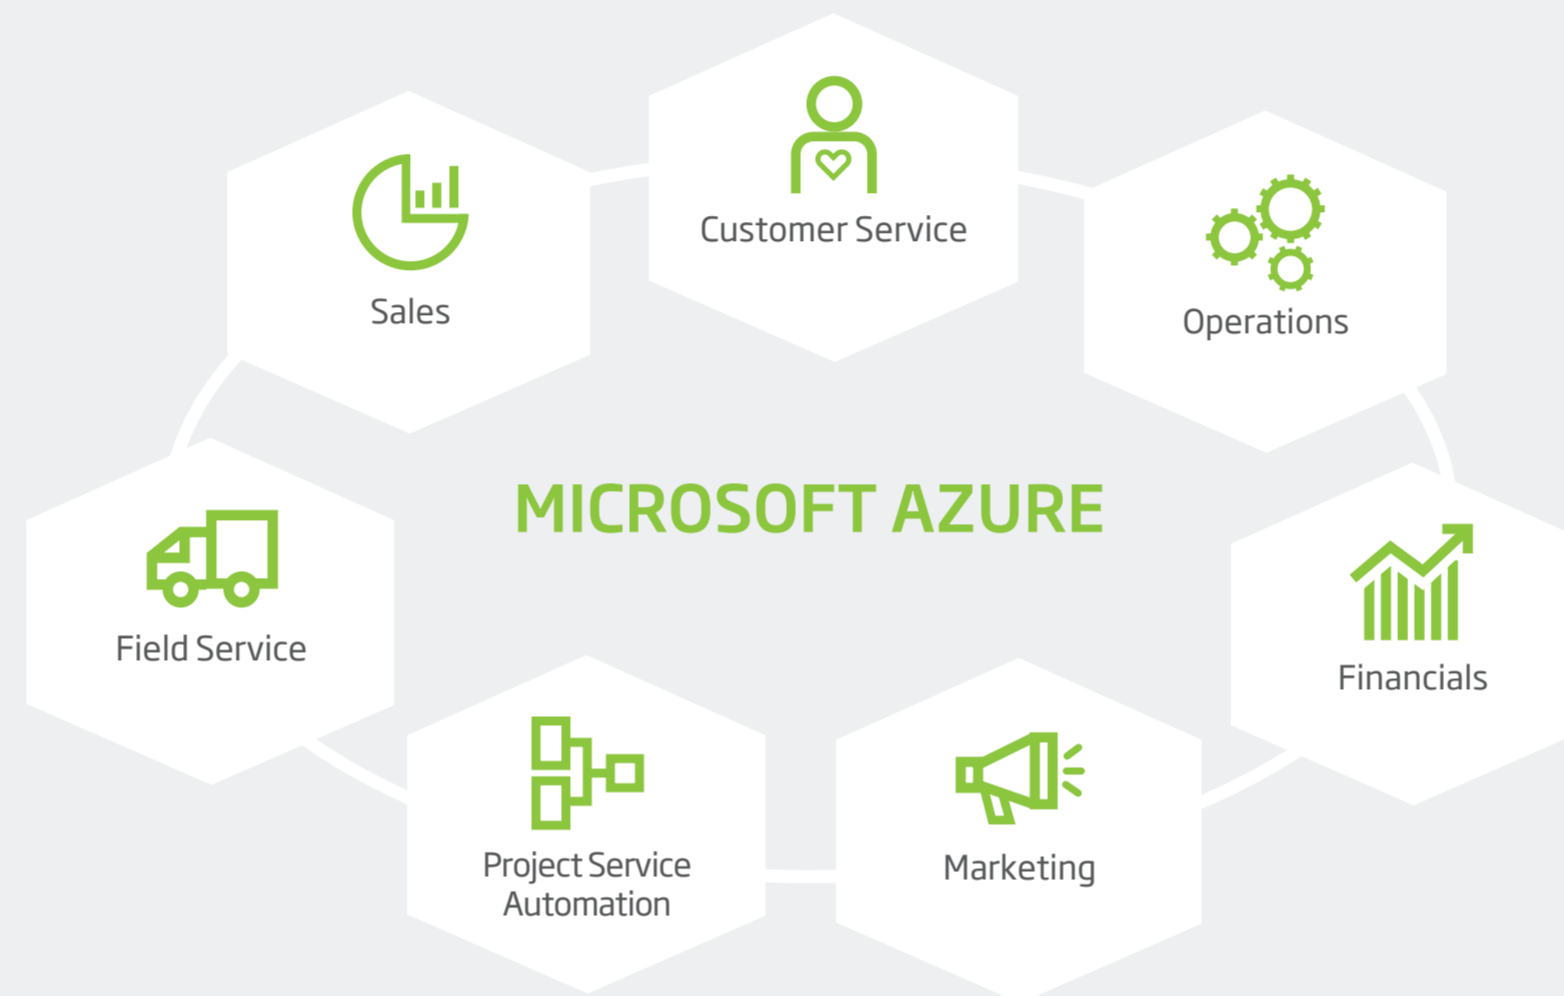 Customer Service
Sales
Operations
MICROSOFT AZURE
Field Service
Financials
Project Service
Automation
Marketing